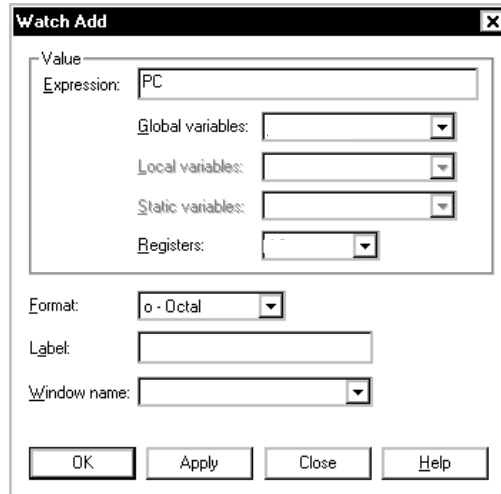 Watch Add
Value
Expression: PC
Global variables:
Local variables:
Static variables:
Registers:
Format: o - Octal
Label:
Window name:
OK Apply Close Help